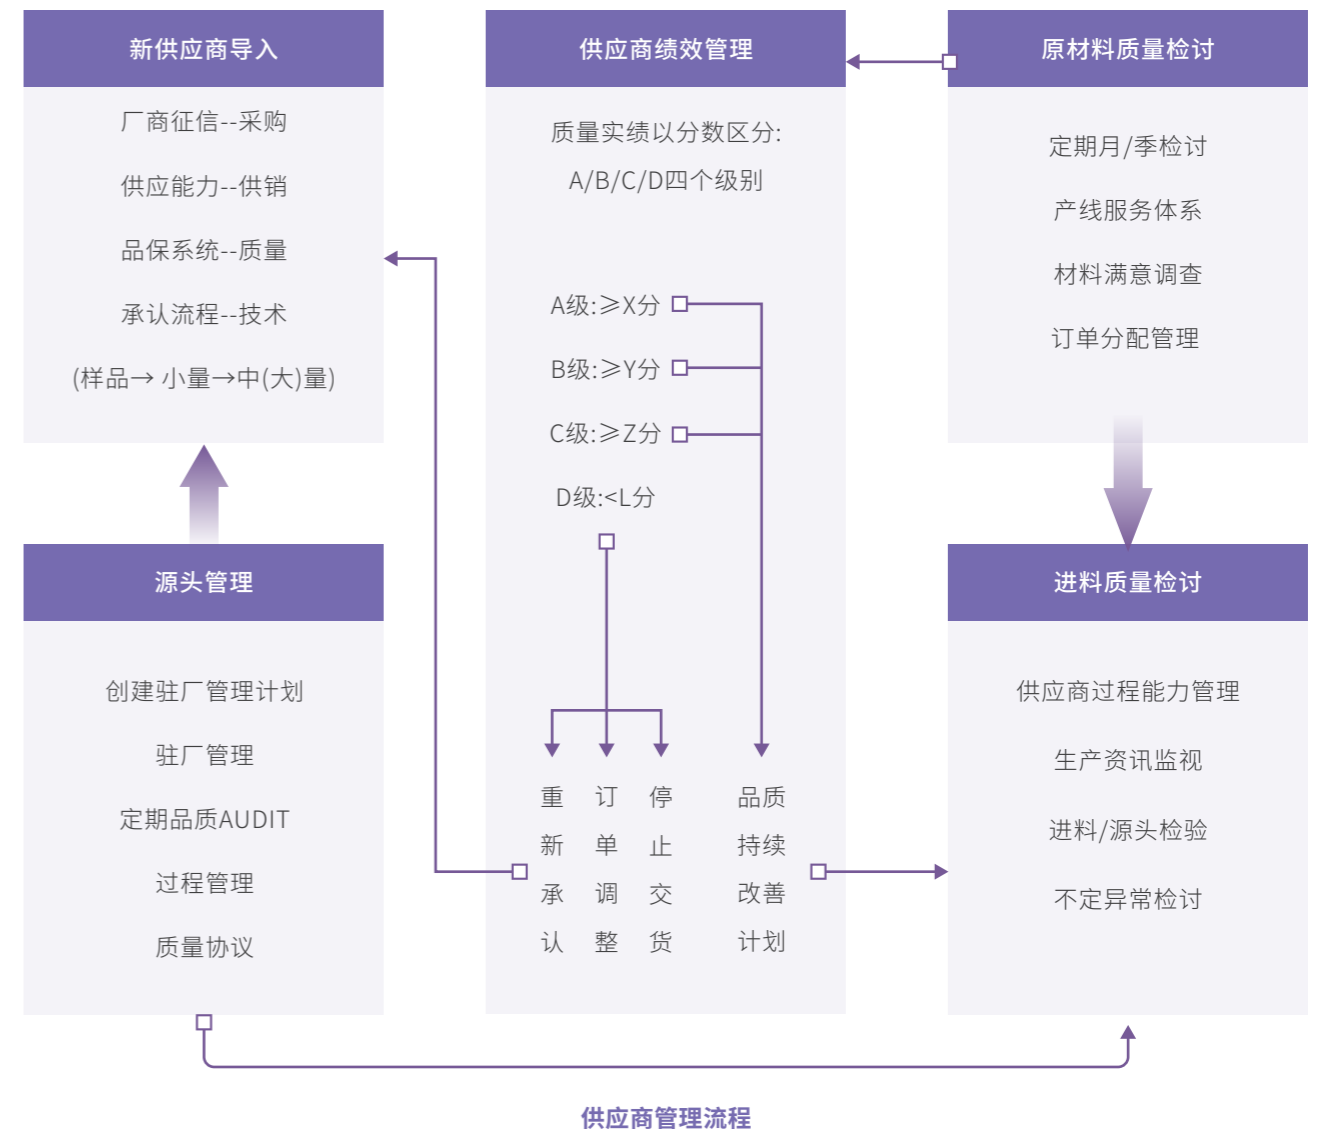 新供应商导入
厂商征信--采购
供应能力--供销
品保系统--质量
承认流程--技术
(样品→ 小量→中(大)量)
源头管理
创建驻厂管理计划
驻厂管理
定期品质AUDIT
过程管理
质量协议
供应商绩效管理
质量实绩以分数区分:
A/B/C/D四个级别
A级:≥X分
B级:≥Y分
C级:≥Z分
D级:<L分
重新承认
订单调整
停止交货
品质
持续
改善
计划
原材料质量检讨
定期月/季检讨
产线服务体系
材料满意调查
订单分配管理
进料质量检讨
供应商过程能力管理
生产资讯监视
进料/源头检验
不定异常检讨
供应商管理流程